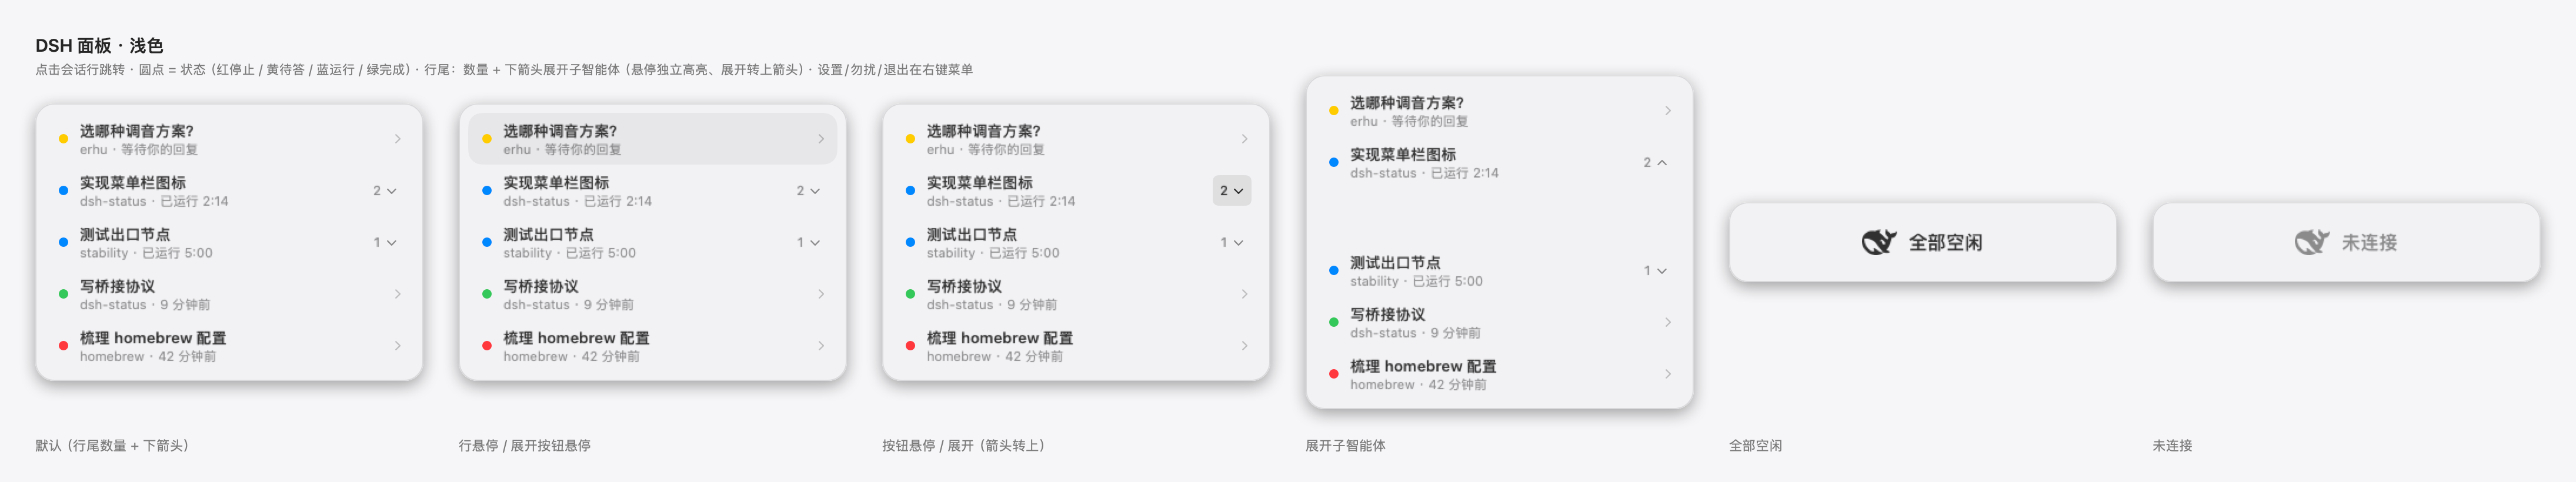 DSH 面板 · 浅色
点击会话行跳转 · 圆点 = 状态 (红停止 / 黄待答 / 蓝运行 / 绿完成) · 行尾: 数量 + 下箭头展开子智能体 (悬停独立高亮、展开转上箭头) · 设置/勿扰/退出在右键菜单
选哪种调音方案?
erhu · 等待你的回复
实现菜单栏图标
dsh-status · 已运行 2:14
2
测试出口节点
stability · 已运行 5:00
1
写桥接协议
dsh-status · 9 分钟前
梳理 homebrew 配置
homebrew · 42 分钟前
默认 (行尾数量 + 下箭头)
选哪种调音方案?
erhu · 等待你的回复
实现菜单栏图标
dsh-status · 已运行 2:14
2
测试出口节点
stability · 已运行 5:00
1
写桥接协议
dsh-status · 9 分钟前
梳理 homebrew 配置
homebrew · 42 分钟前
行悬停 / 展开按钮悬停
选哪种调音方案?
erhu · 等待你的回复
实现菜单栏图标
dsh-status · 已运行 2:14
2
测试出口节点
stability · 已运行 5:00
1
写桥接协议
dsh-status · 9 分钟前
梳理 homebrew 配置
homebrew · 42 分钟前
按钮悬停 / 展开 (箭头转上)
选哪种调音方案?
erhu · 等待你的回复
实现菜单栏图标
dsh-status · 已运行 2:14
2
测试出口节点
stability · 已运行 5:00
1
写桥接协议
dsh-status · 9 分钟前
梳理 homebrew 配置
homebrew · 42 分钟前
展开子智能体
全部空闲
全部空闲
未连接
未连接